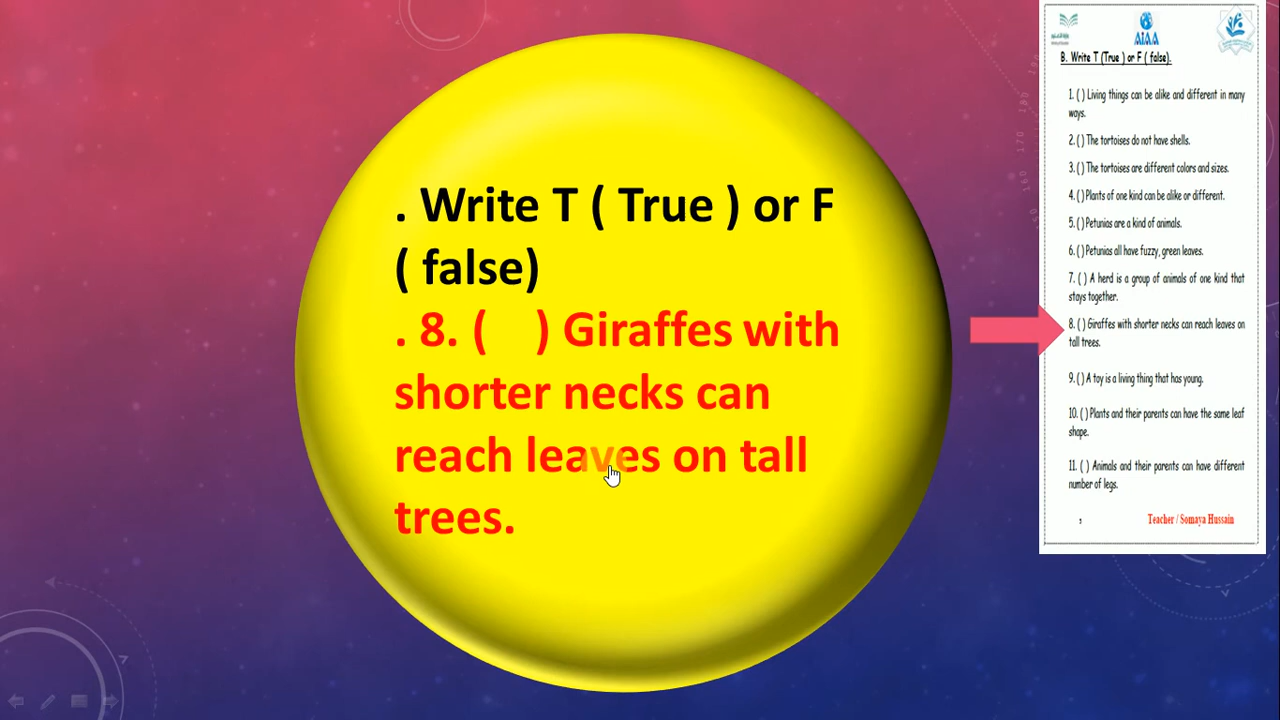 . Write T ( True ) or F
( false)
. 8. (    ) Giraffes with
shorter necks can
reach leaves on tall
trees.
AIAA
B. Write T (True ) or F ( false).
1. ( ) Living things can be alike and different in many
ways.
2. ( ) The tortoises do not have shells.
3. ( ) The tortoises are different colors and sizes.
4. ( ) Plants of one kind can be alike or different.
5. ( ) Petunias are a kind of animals.
6. ( ) Petunias all have fuzzy, green leaves.
7. ( ) A herd is a group of animals of one kind that
stays together.
8. ( ) Giraffes with shorter necks can reach leaves on
tall trees.
9. ( ) A toy is a living thing that has young.
10. ( ) Plants and their parents can have the same leaf
shape.
11. ( ) Animals and their parents can have different
number of legs.
Teacher / Somaya Hussain